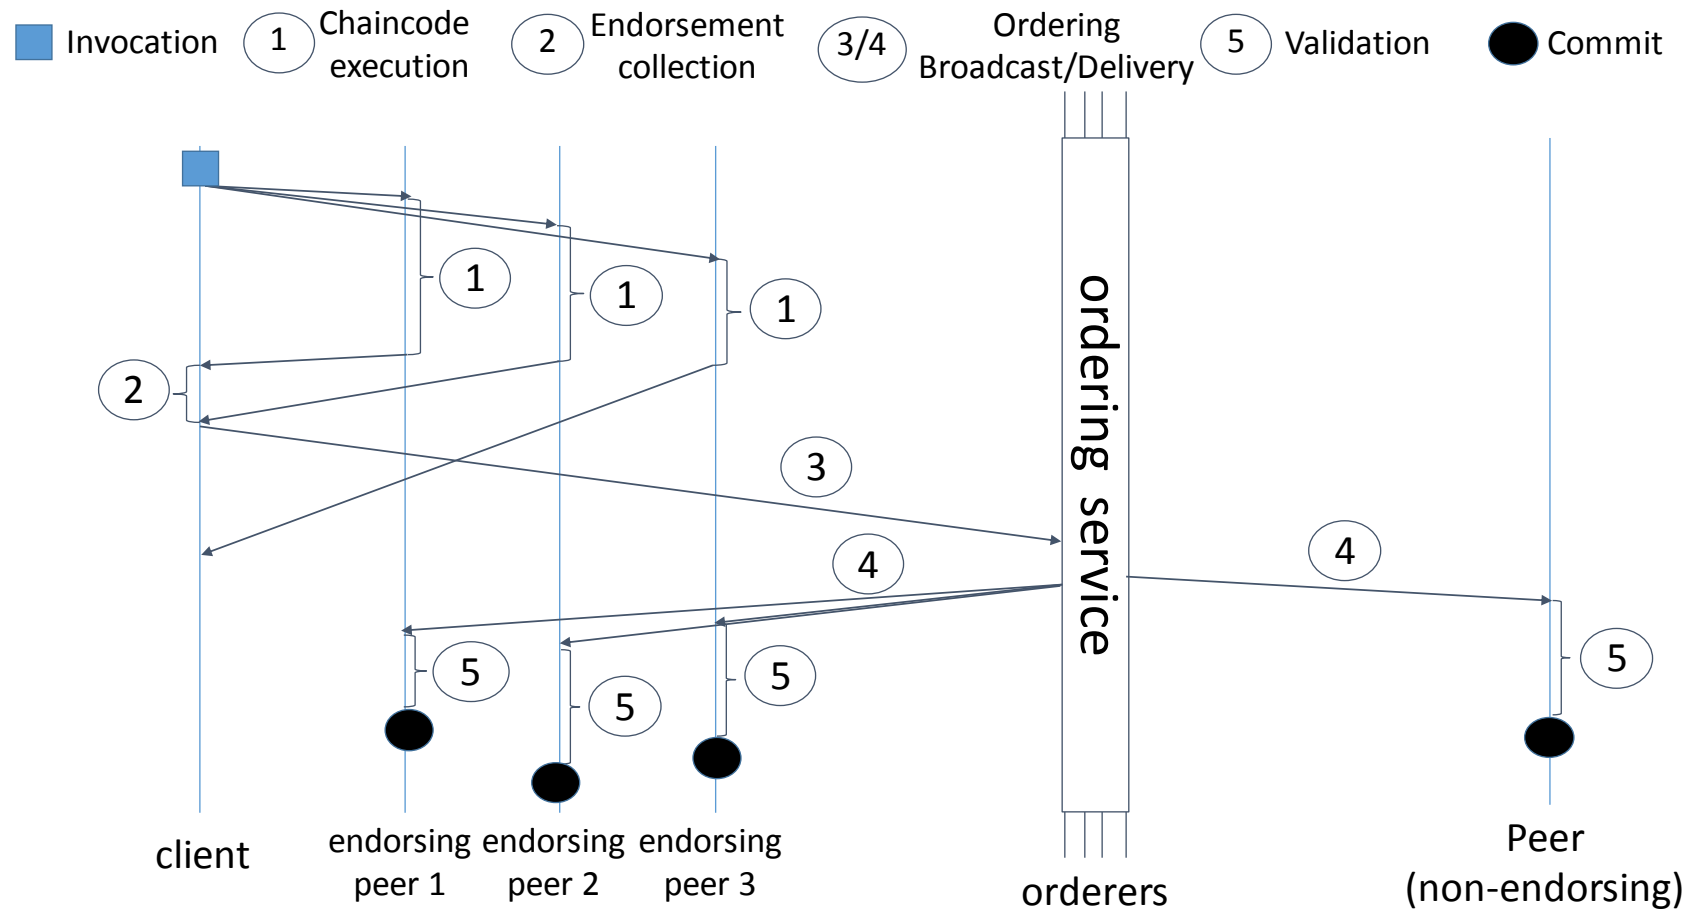 Invocation
1
Chaincode
execution
2
Endorsement
collection
3/4
Ordering
Broadcast/Delivery
5
Validation
Commit
1
1
1
2
3
4
4
5
5
5
5
ordering service
client
endorsing
peer 1
endorsing
peer 2
endorsing
peer 3
orderers
Peer
(non-endorsing)